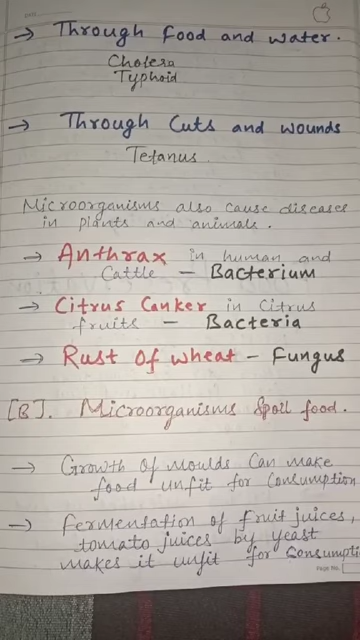 → Through food and water.
Cholera
Typhoid
→ Through Cuts and wounds
Tetanus.
Microorganisms also cause diseases
in plants and animals.
→ Anthrax in human and
Cattle – Bacterium
→ Citrus Canker in Citrus
fruits – Bacteria
→ Rust Of wheat – Fungus
[B]. Microorganisms Spoil food.
→ Growth Of moulds Can make
food unfit for Consumption
→ Fermentation of fruit juices,
tomato juices by yeast
makes it unfit for Consumpti
Page No.